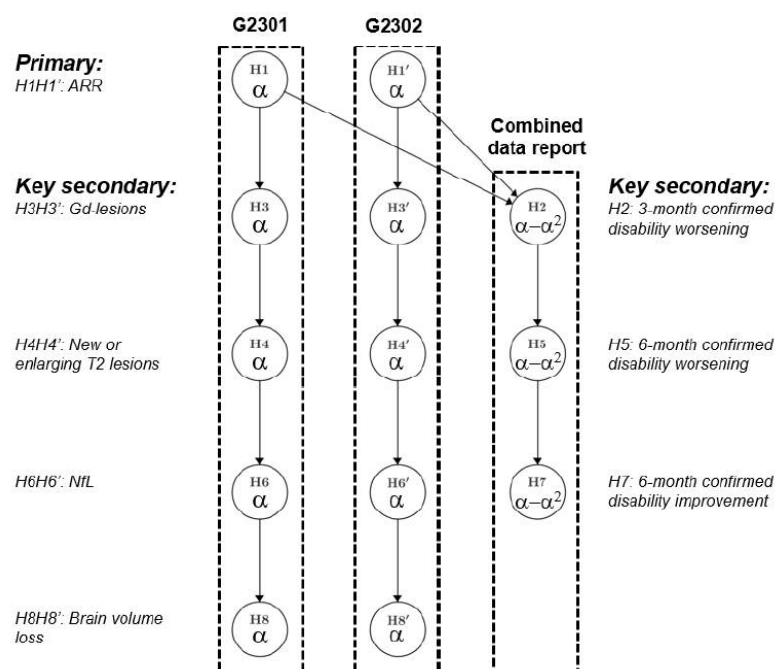 G2301
G2302
Primary:
H1H1’: ARR
H1
α
H1′
α
Combined
data report
Key secondary:
H3H3’: Gd-lesions
H3
α
H3′
α
H2
α–α²
Key secondary:
H2: 3-month confirmed
disability worsening
H4H4’: New or
enlarging T2 lesions
H4
α
H4′
α
H5
α–α²
H5: 6-month confirmed
disability worsening
H6H6’: NfL
H6
α
H6′
α
H7
α–α²
H7: 6-month confirmed
disability improvement
H8H8’: Brain volume
loss
H8
α
H8′
α